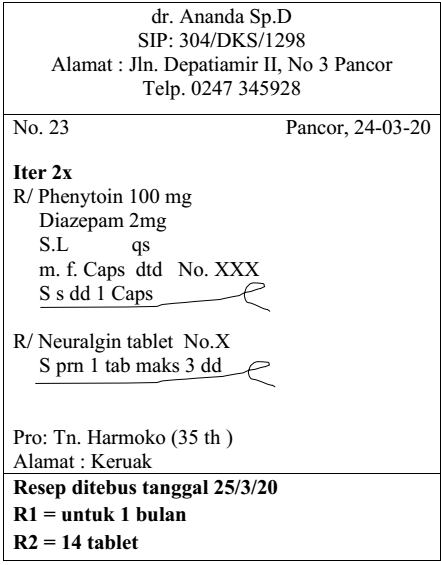 dr. Ananda Sp.D
SIP: 304/DKS/1298
Alamat : Jln. Depatiamir II, No 3 Pancor
Telp. 0247 345928
No. 23 Pancor, 24-03-20
Iter 2x
R/ Phenytoin 100 mg
Diazepam 2mg
S.L qs
m. f. Caps dtd No. XXX
S s dd 1 Caps
R/ Neuralgin tablet No.X
S prn 1 tab maks 3 dd
Pro: Tn. Harmoko (35 th )
Alamat : Keruak
Resep ditebus tanggal 25/3/20
R1 = untuk 1 bulan
R2 = 14 tablet